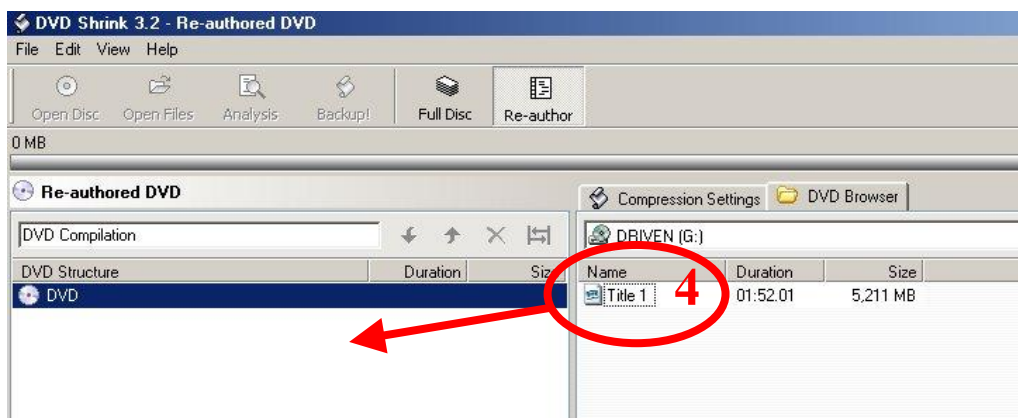 DVD Shrink 3.2 - Re-authored DVD
File Edit View Help
Open Disc Open Files Analysis Backup! Full Disc Re-author
0 MB
Re-authored DVD
Compression Settings DVD Browser
DVD Compilation
DRIVEN (G:)
DVD Structure Duration Size Name Duration Size
DVD Title 1 4 01:52.01 5,211 MB